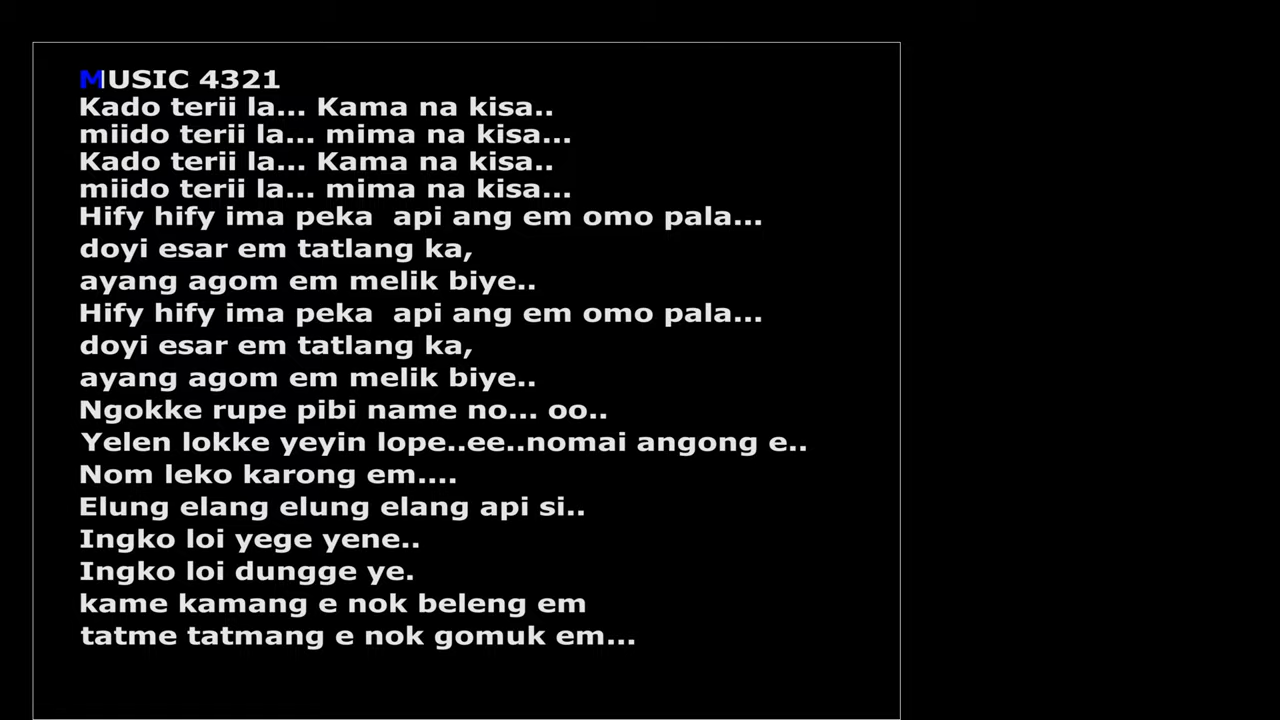 MUSIC 4321
Kado terii la... Kama na kisa..
miido terii la... mima na kisa...
Kado terii la... Kama na kisa..
miido terii la... mima na kisa...
Hify hify ima peka  api ang em omo pala...
doyi esar em tatlang ka,
ayang agom em melik biye..
Hify hify ima peka  api ang em omo pala...
doyi esar em tatlang ka,
ayang agom em melik biye..
Ngokke rupe pibi name no... oo..
Yelen lokke yeyin lope..ee..nomai angong e..
Nom leko karong em....
Elung elang elung elang api si..
Ingko loi yege yene..
Ingko loi dungge ye.
kame kamang e nok beleng em
tatme tatmang e nok gomuk em...